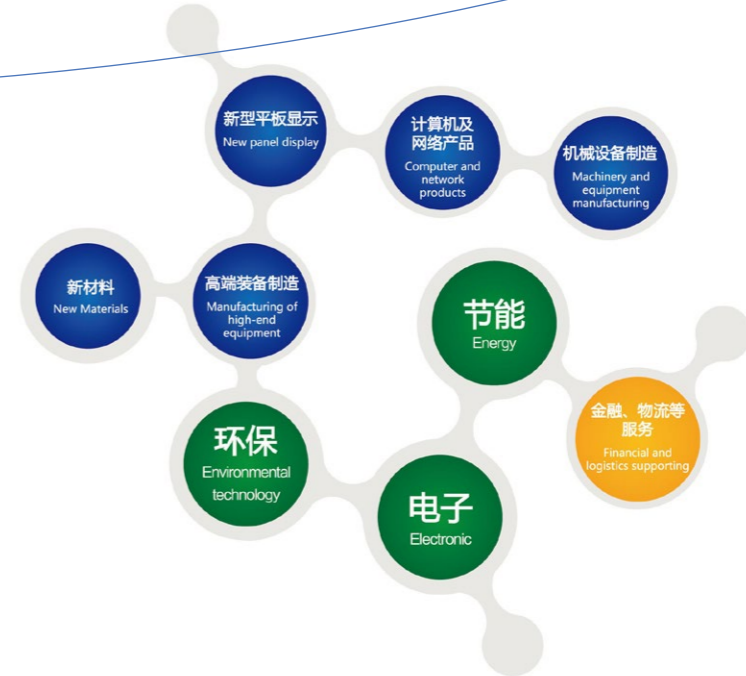 新型平板显示
New panel display
计算机及
网络产品
Computer and
network
products
机械设备制造
Machinery and
equipment
manufacturing
新材料
New Materials
高端装备制造
Manufacturing of
high-end
equipment
节能
Energy
金融、物流等
服务
Financial and
logistics supporting
环保
Environmental
technology
电子
Electronic